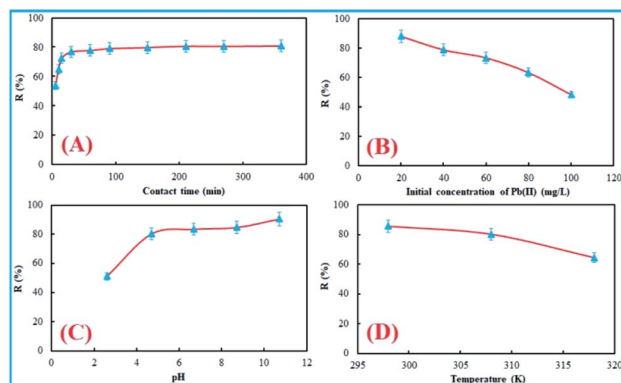 100
80
60
40
20
0
R (%)
(A)
0 100 200 300 400
Contact time (min)
100
80
60
40
20
0
R (%)
(B)
0 20 40 60 80 100 120
Initial concentration of Pb(II) (mg/L)
100
80
60
40
20
0
R (%)
(C)
0 2 4 6 8 10 12
pH
100
80
60
40
20
0
R (%)
(D)
295 300 305 310 315 320
Temperature (K)